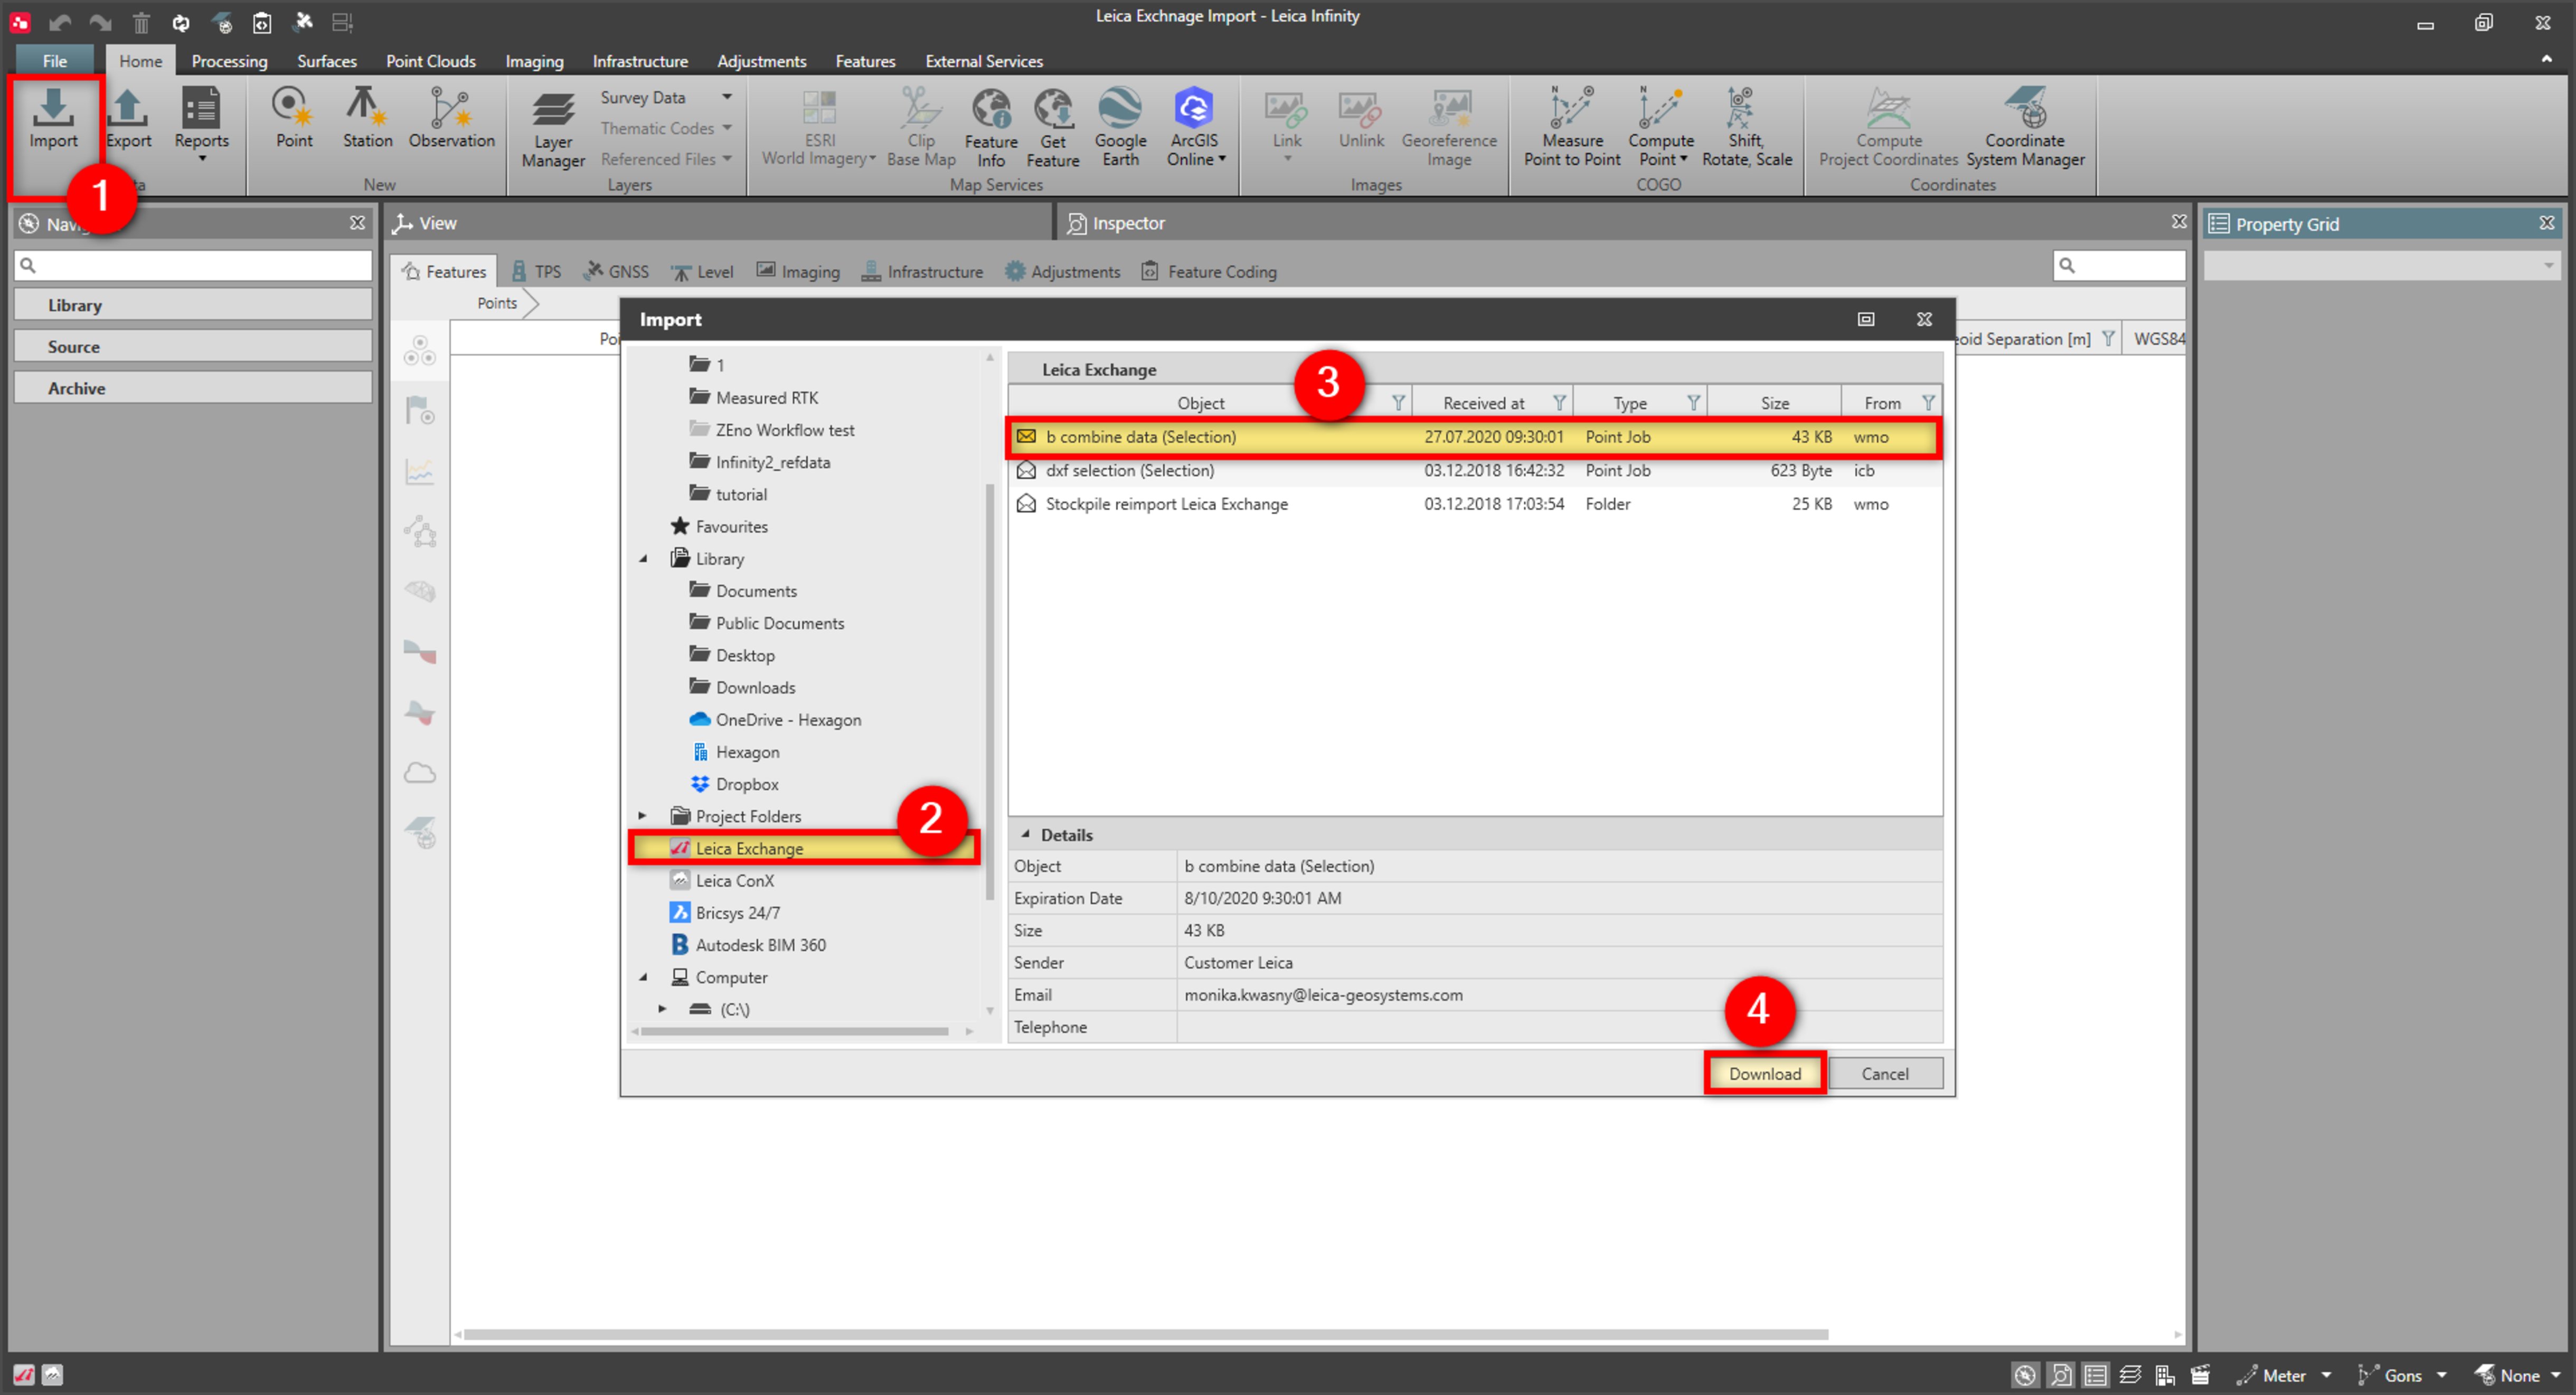 Leica Exchnage Import - Leica Infinity
File Home Processing Surfaces Point Clouds Imaging Infrastructure Adjustments Features External Services
Import Export Reports
1
Point Station Observation
New
Layer Manager
Survey Data
Thematic Codes
Referenced Files
Layers
ESRI World Imagery
Clip Base Map
Feature Info
Get Feature
Google Earth
ArcGIS Online
Map Services
Link Unlink Georeference Image
Images
Measure Point to Point
Compute Point
Shift, Rotate, Scale
COGO
Compute Project Coordinates
Coordinate System Manager
Coordinates
View
Inspector
Property Grid
Library
Source
Archive
Features TPS GNSS Level Imaging Infrastructure Adjustments Feature Coding
Points
Separation [m] WGS84
Import
1
Measured RTK
ZEno Workflow test
Infinity2_refdata
tutorial
Favourites
Library
Documents
Public Documents
Desktop
Downloads
OneDrive - Hexagon
Hexagon
Dropbox
Project Folders
2
Leica Exchange
Leica ConX
Bricsys 24/7
Autodesk BIM 360
Computer
(C:\)
Leica Exchange
3
Object Received at Type Size From
b combine data (Selection) 27.07.2020 09:30:01 Point Job 43 KB wmo
dxf selection (Selection) 03.12.2018 16:42:32 Point Job 623 Byte icb
Stockpile reimport Leica Exchange 03.12.2018 17:03:54 Folder 25 KB wmo
Details
Object b combine data (Selection)
Expiration Date 8/10/2020 9:30:01 AM
Size 43 KB
Sender Customer Leica
Email monika.kwasny@leica-geosystems.com
Telephone
4
Download Cancel
Meter Gons None